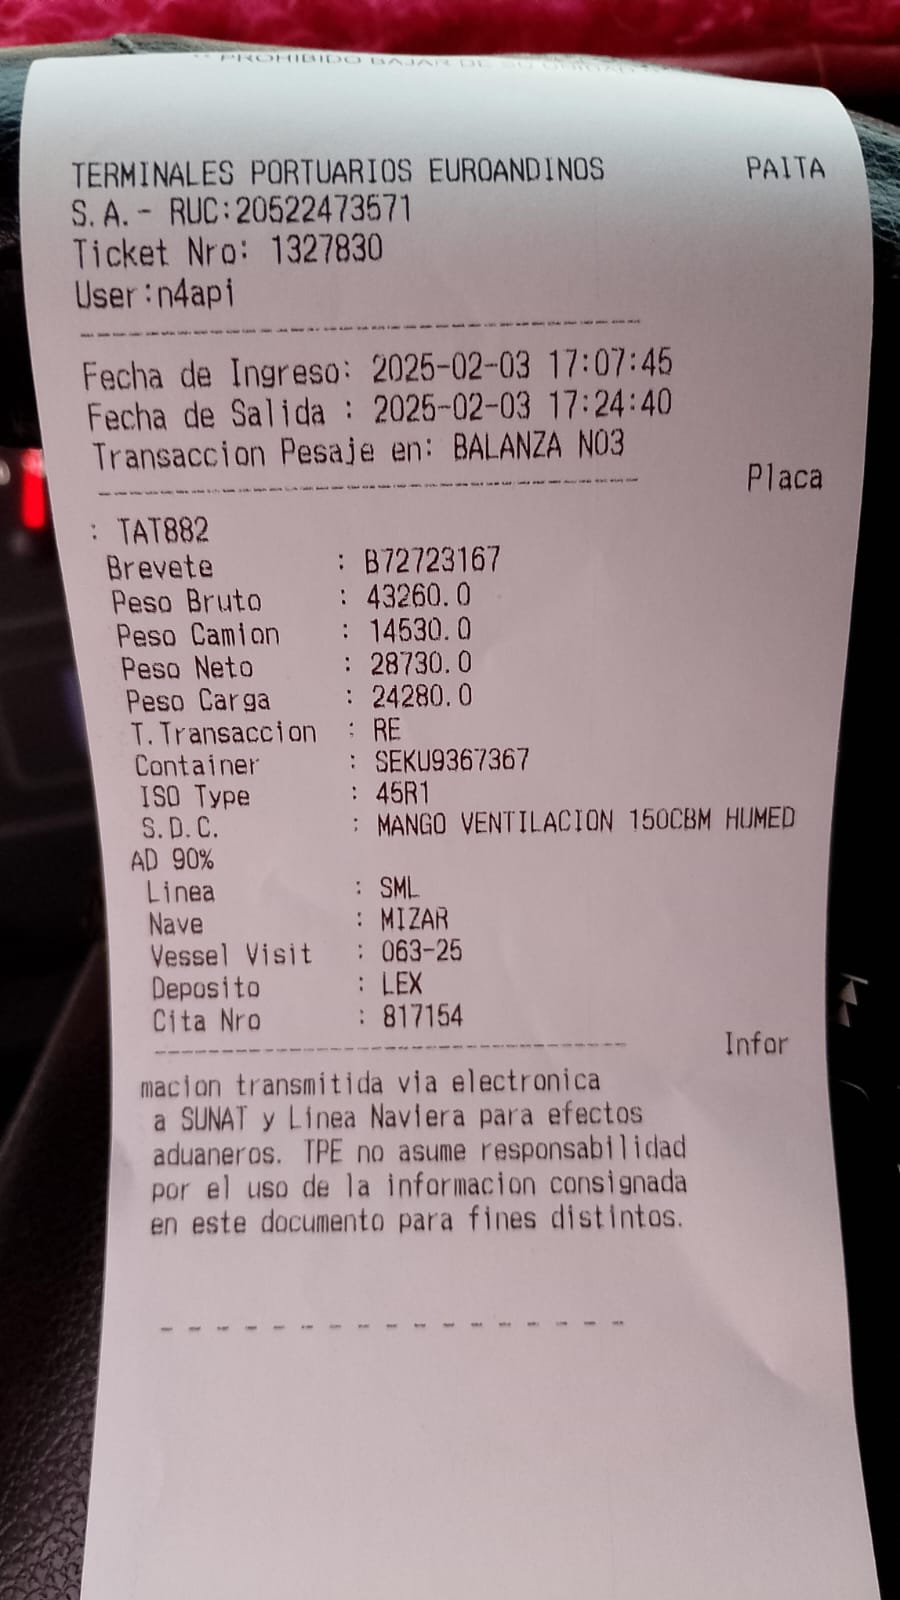 PROHIBIDO BAJAR DE
TERMINALES PORTUARIOS EUROANDINOS PAITA
S.A.- RUC:20522473571
Ticket Nro: 1327830
User:n4api
Fecha de Ingreso: 2025-02-03 17:07:45
Fecha de Salida : 2025-02-03 17:24:40
Transaccion Pesaje en: BALANZA NO3
Placa
: TAT882
Brevete : B72723167
Peso Bruto : 43260.0
Peso Camion : 14530.0
Peso Neto : 28730.0
Peso Carga : 24280.0
T.Transaccion : RE
Container : SEKU9367367
ISO Type : 45R1
S.D.C. : MANGO VENTILACION 150CBM HUMED
AD 90%
Linea : SML
Nave : MIZAR
Vessel Visit : 063-25
Deposito : LEX
Cita Nro : 817154
Infor
macion transmitida via electronica
a SUNAT y Linea Naviera para efectos
aduaneros. TPE no asume responsabilidad
por el uso de la informacion consignada
en este documento para fines distintos.